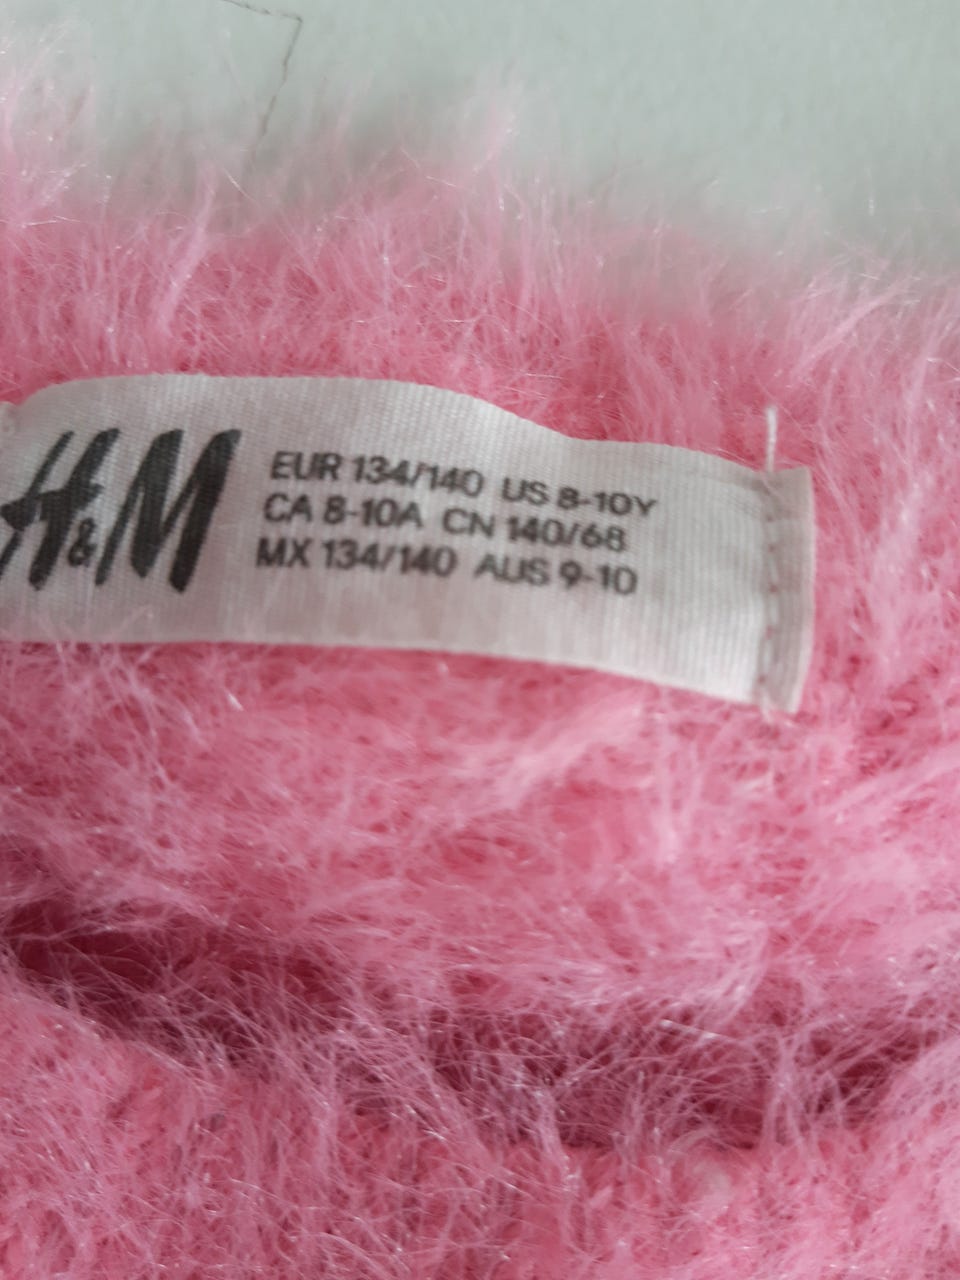 H&M
EUR 134/140 US 8-10Y
CA 8-10A CN 140/68
MX 134/140 AUS 9-10